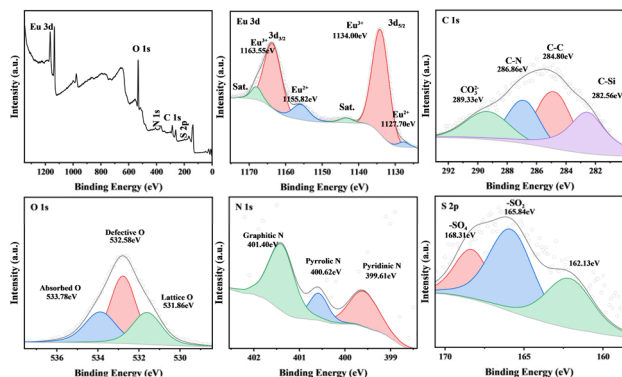 Eu 3d
O 1s
N 1s
C 1s
S 2p
Intensity (a.u.)
1200 1000 800 600 400 200 0
Binding Energy (eV)
Eu 3d
Eu3+ 3d3/2
1163.55eV
Eu3+
1134.00eV
3d5/2
Sat.
Eu2+
1155.82eV
Sat.
Eu2+
1127.70eV
Intensity (a.u.)
1170 1160 1150 1140 1130
Binding Energy (eV)
C 1s
C-C
284.80eV
C-N
286.86eV
C-Si
282.56eV
CO32-
289.33eV
Intensity (a.u.)
292 290 287 285 282 280
Binding Energy (eV)
O 1s
Defective O
532.58eV
Absorbed O
533.78eV
Lattice O
531.86eV
Intensity (a.u.)
536 534 532 530
Binding Energy (eV)
N 1s
Graphitic N
401.40eV
Pyrrolic N
400.62eV
Pyridinic N
399.61eV
Intensity (a.u.)
402 401 400 399
Binding Energy (eV)
S 2p
-SO4
168.31eV
-SO2
165.84eV
162.13eV
Intensity (a.u.)
170 165 160
Binding Energy (eV)